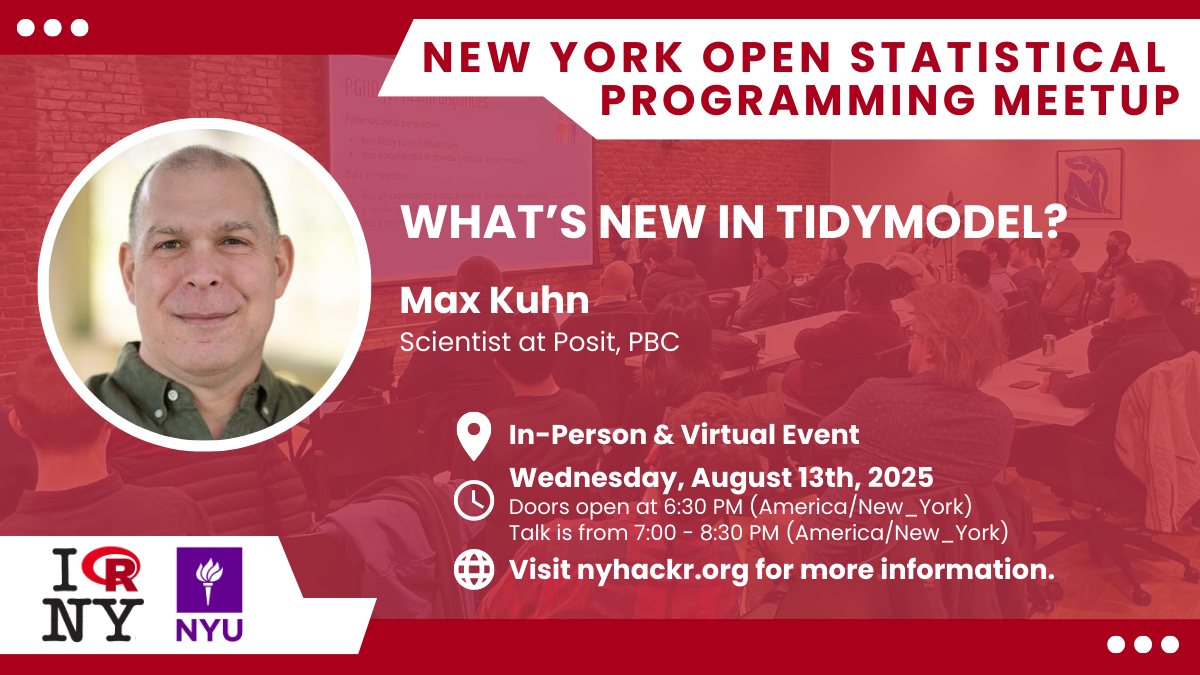 NEW YORK OPEN STATISTICAL
PROGRAMMING MEETUP
WHAT’S NEW IN TIDYMODEL?
Max Kuhn
Scientist at Posit, PBC
In-Person & Virtual Event
Wednesday, August 13th, 2025
Doors open at 6:30 PM (America/New_York)
Talk is from 7:00 - 8:30 PM (America/New_York)
Visit nyhackr.org for more information.
I R
NY
NYU